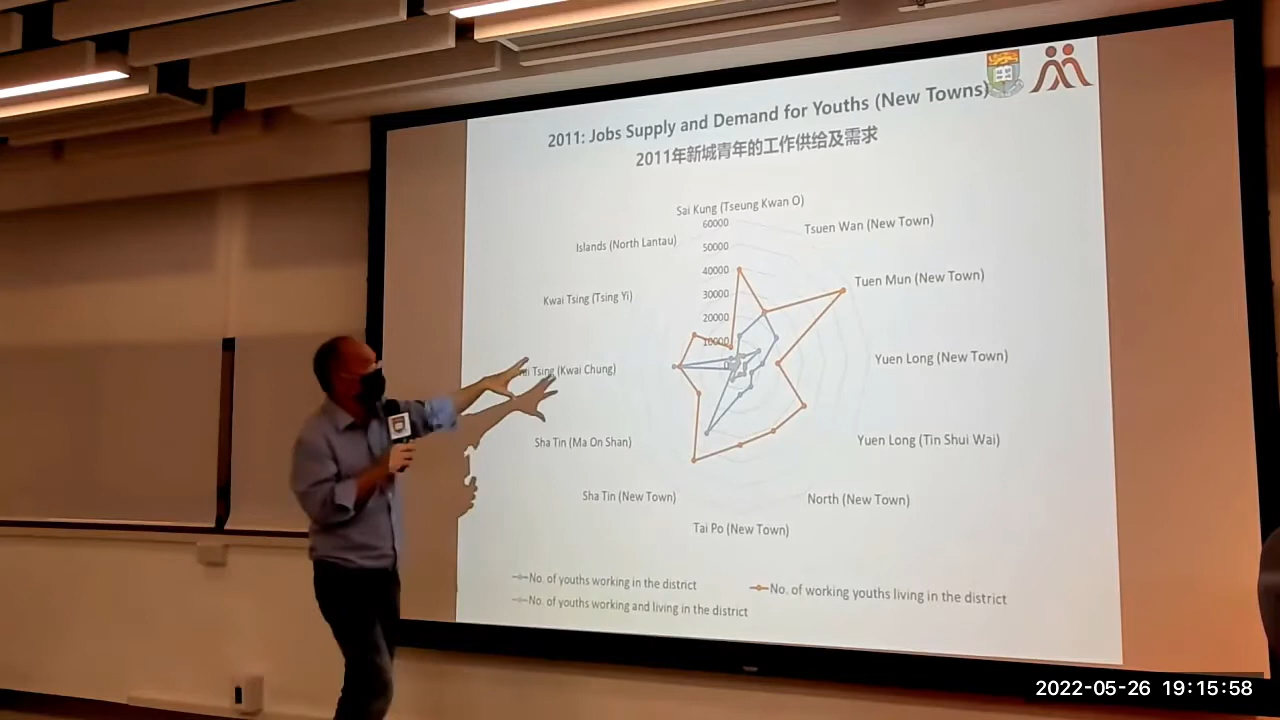 2011: Jobs Supply and Demand for Youths (New Towns)
2011年新城青年的工作供给及需求
Sai Kung (Tseung Kwan O)
60000
Tsuen Wan (New Town)
Islands (North Lantau)
50000
40000
Tuen Mun (New Town)
Kwai Tsing (Tsing Yi)
30000
20000
10000
0
Yuen Long (New Town)
Tsing (Kwai Chung)
Sha Tin (Ma On Shan)
Yuen Long (Tin Shui Wai)
Sha Tin (New Town)
North (New Town)
Tai Po (New Town)
No. of youths working in the district
No. of working youths living in the district
No. of youths working and living in the district
2022-05-26 19:15:58